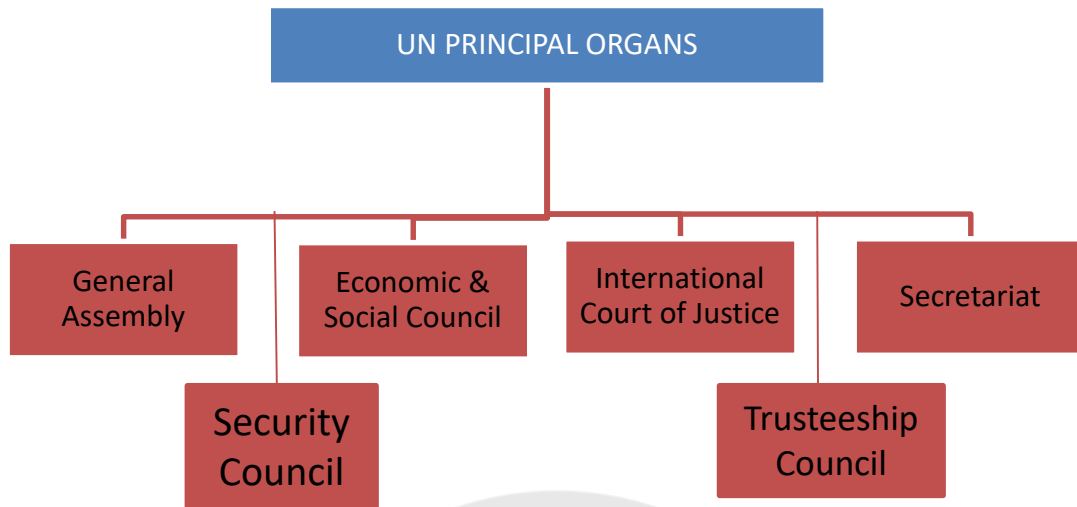 UN PRINCIPAL ORGANS
General
Assembly
Economic &
Social Council
International
Court of Justice
Secretariat
Security
Council
Trusteeship
Council